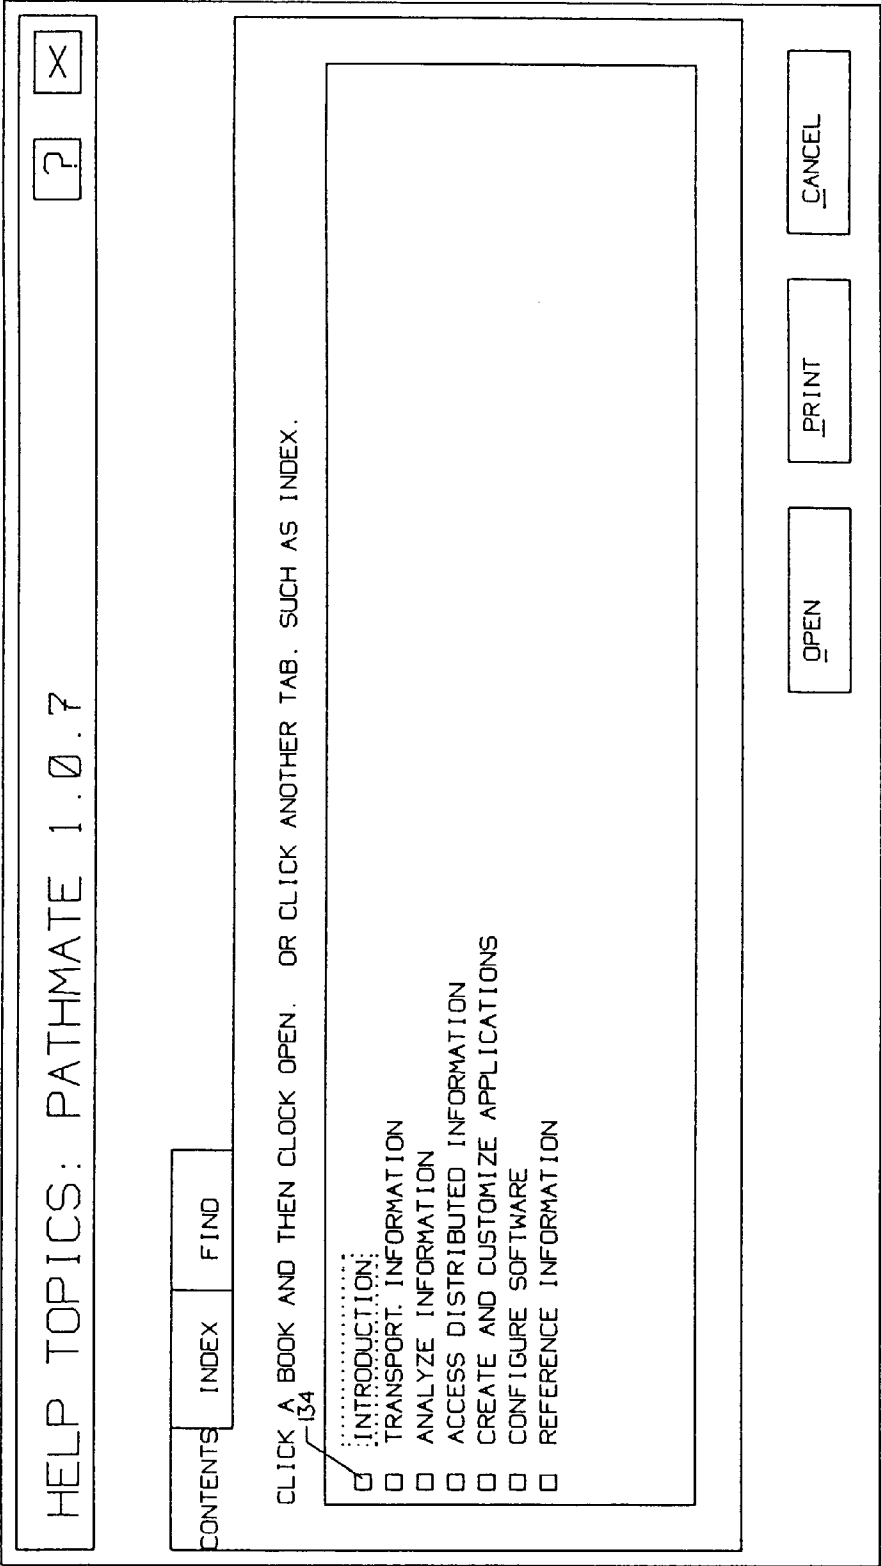 HELP TOPICS: PATHMATE 1.0.7
? X
CONTENTS INDEX FIND
CLICK A BOOK AND THEN CLOCK OPEN. OR CLICK ANOTHER TAB. SUCH AS INDEX.
134
INTRODUCTION
TRANSPORT INFORMATION
ANALYZE INFORMATION
ACCESS DISTRIBUTED INFORMATION
CREATE AND CUSTOMIZE APPLICATIONS
CONFIGURE SOFTWARE
REFERENCE INFORMATION
OPEN PRINT CANCEL